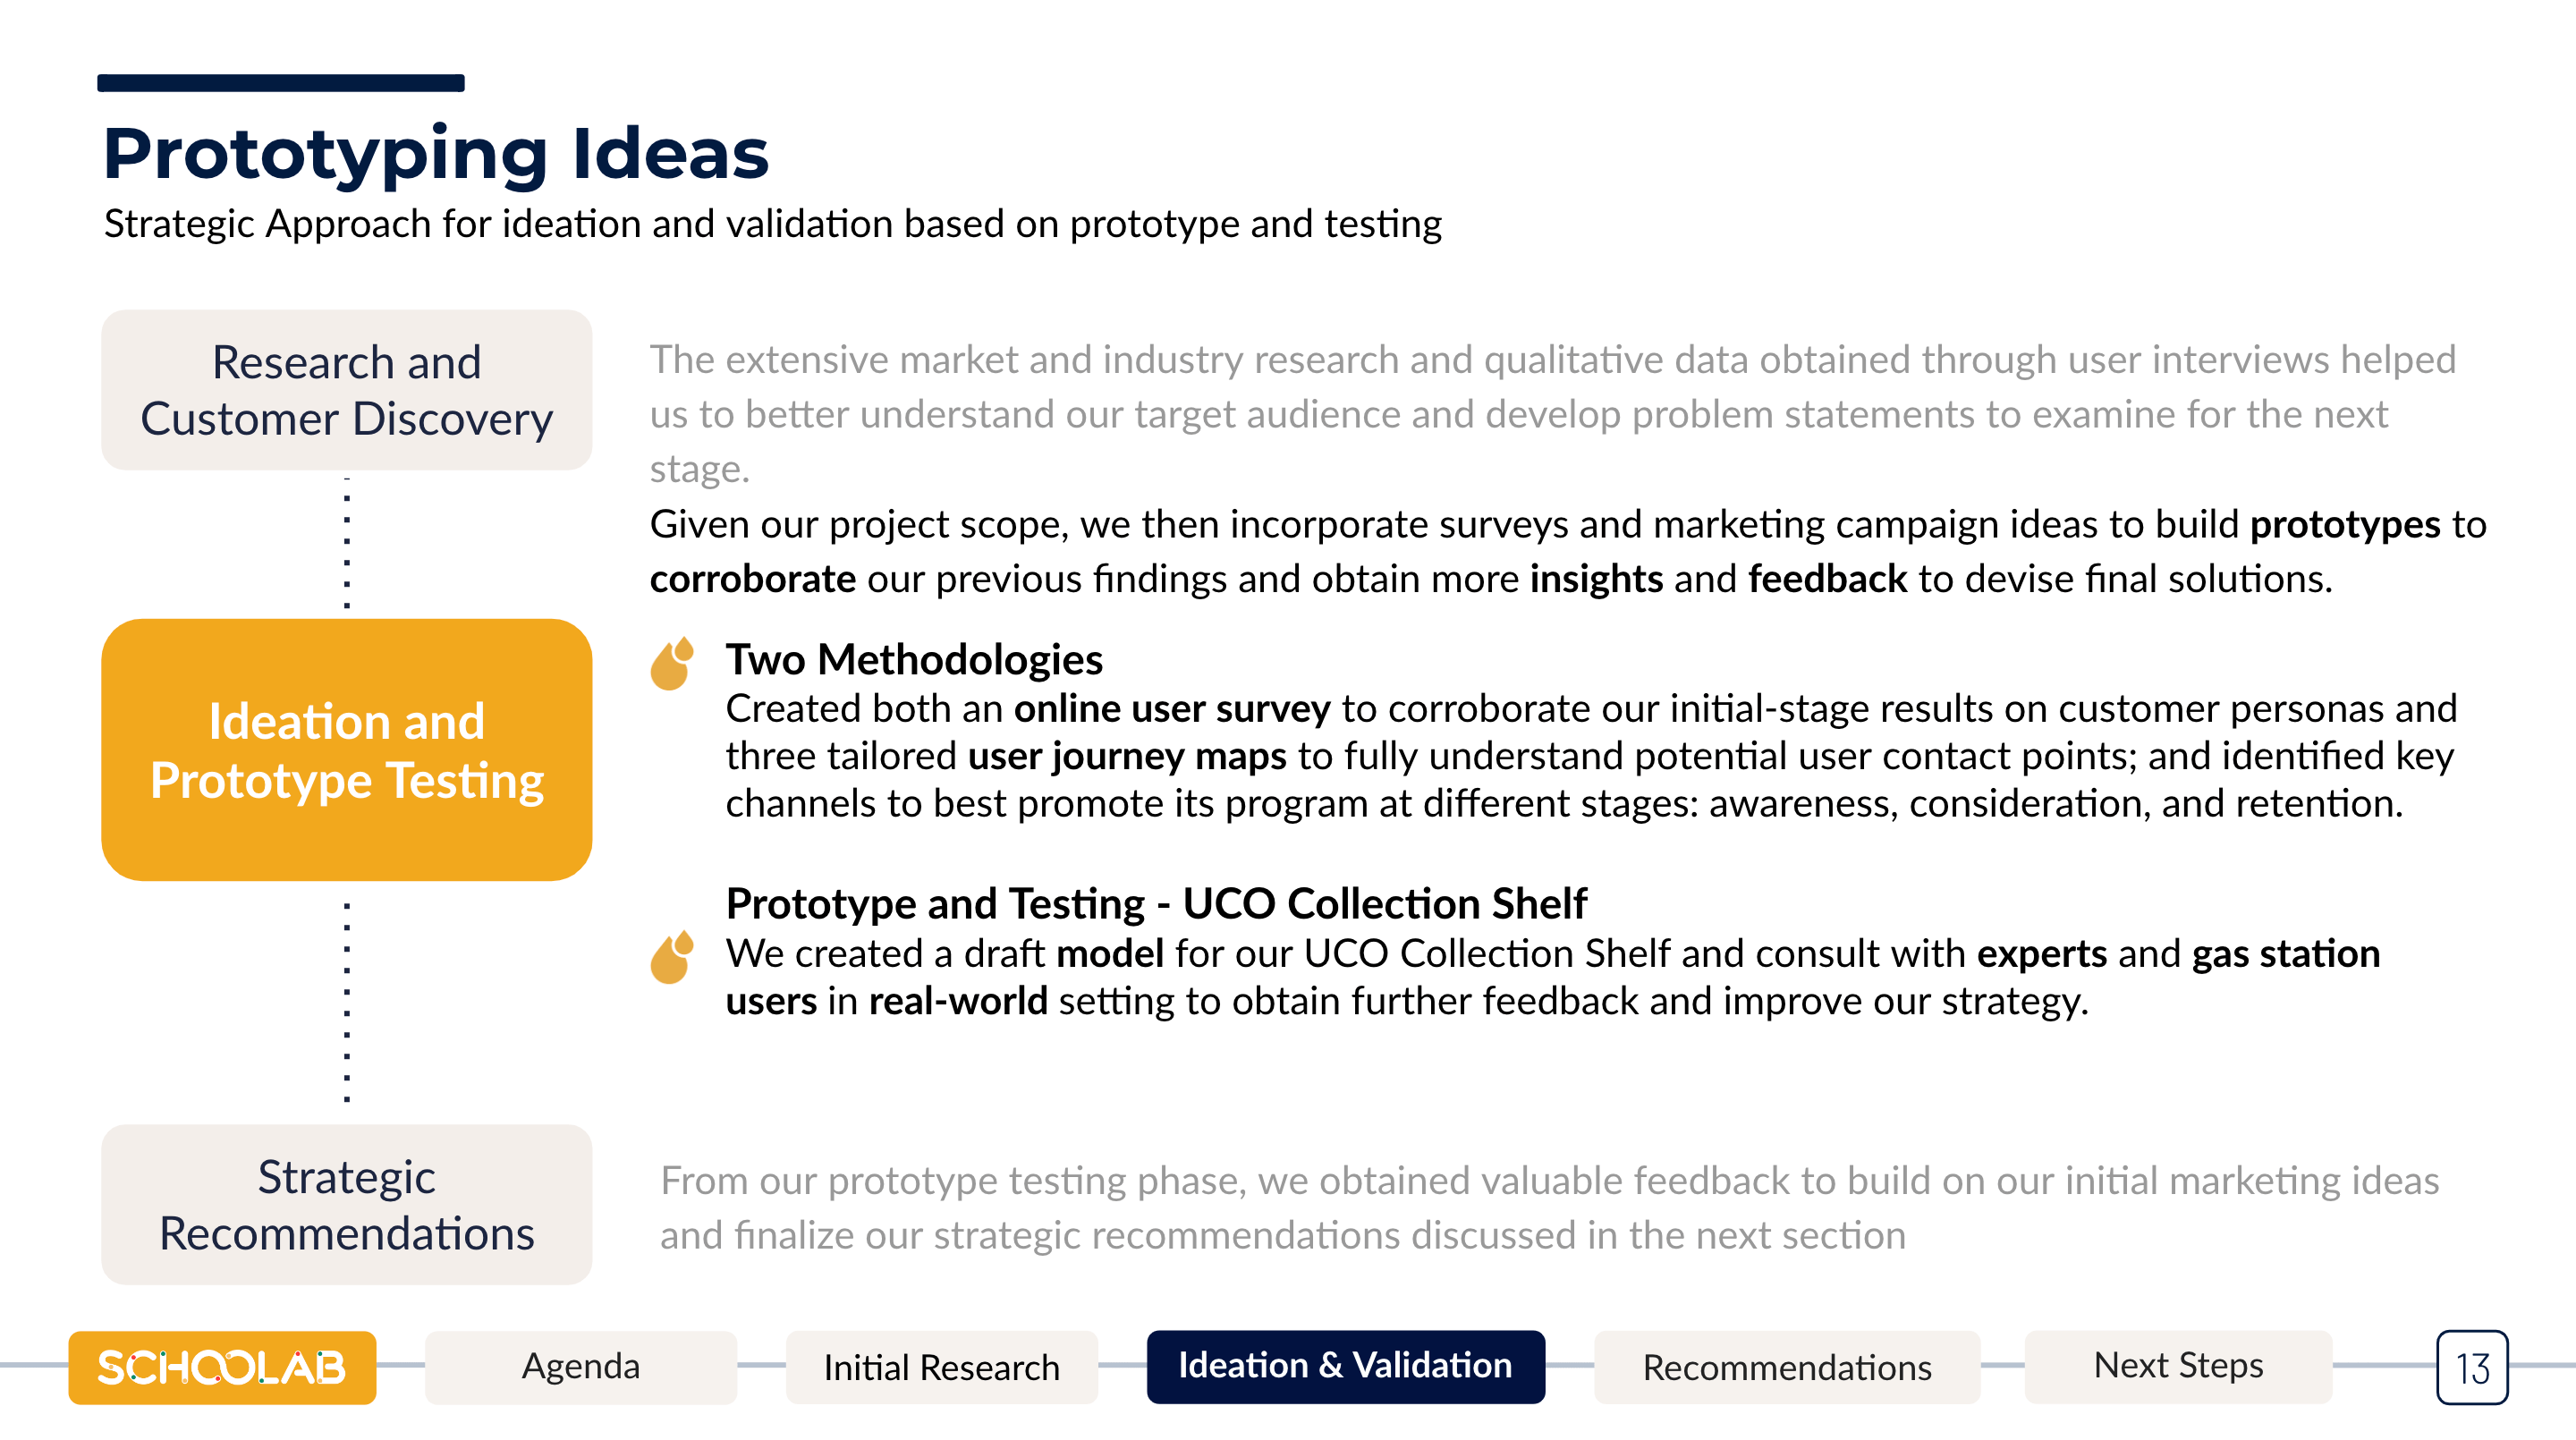 Prototyping Ideas
Strategic Approach for ideation and validation based on prototype and testing
Research and
Customer Discovery
The extensive market and industry research and qualitative data obtained through user interviews helped
us to better understand our target audience and develop problem statements to examine for the next
stage.
Given our project scope, we then incorporate surveys and marketing campaign ideas to build prototypes to
corroborate our previous findings and obtain more insights and feedback to devise final solutions.
Ideation and
Prototype Testing
Two Methodologies
Created both an online user survey to corroborate our initial-stage results on customer personas and
three tailored user journey maps to fully understand potential user contact points; and identified key
channels to best promote its program at different stages: awareness, consideration, and retention.
Prototype and Testing - UCO Collection Shelf
We created a draft model for our UCO Collection Shelf and consult with experts and gas station
users in real-world setting to obtain further feedback and improve our strategy.
Strategic
Recommendations
From our prototype testing phase, we obtained valuable feedback to build on our initial marketing ideas
and finalize our strategic recommendations discussed in the next section
SCHOOLAB
Agenda
Initial Research
Ideation & Validation
Recommendations
Next Steps
13